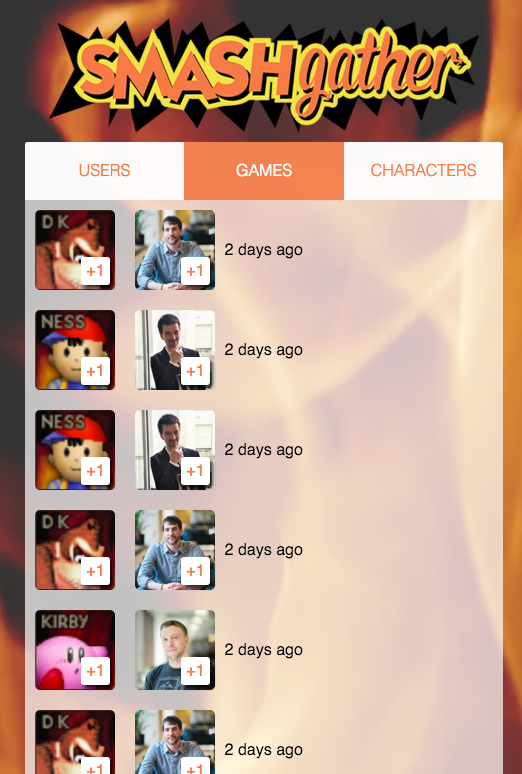 SMASHgather
USERS GAMES CHARACTERS
DK
+1 +1 2 days ago
NESS
+1 +1 2 days ago
NESS
+1 +1 2 days ago
DK
+1 +1 2 days ago
KIRBY
+1 +1 2 days ago
DK
+1 +1 2 days ago